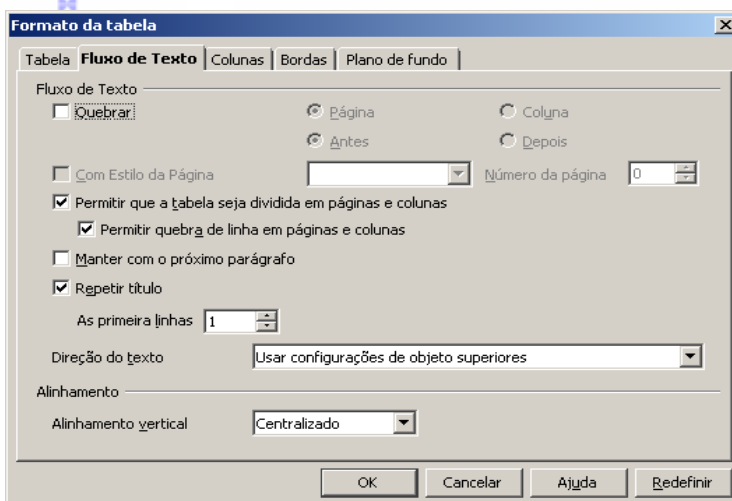 Formato da tabela
Tabela Fluxo de Texto Colunas Bordas Plano de fundo
Fluxo de Texto
Quebrar Página Coluna
Antes Depois
Com Estilo da Página Número da página 0
Permitir que a tabela seja dividida em páginas e colunas
Permitir quebra de linha em páginas e colunas
Manter com o próximo parágrafo
Repetir título
As primeira linhas 1
Direção do texto Usar configurações de objeto superiores
Alinhamento
Alinhamento vertical Centralizado
OK Cancelar Ajuda Redefinir